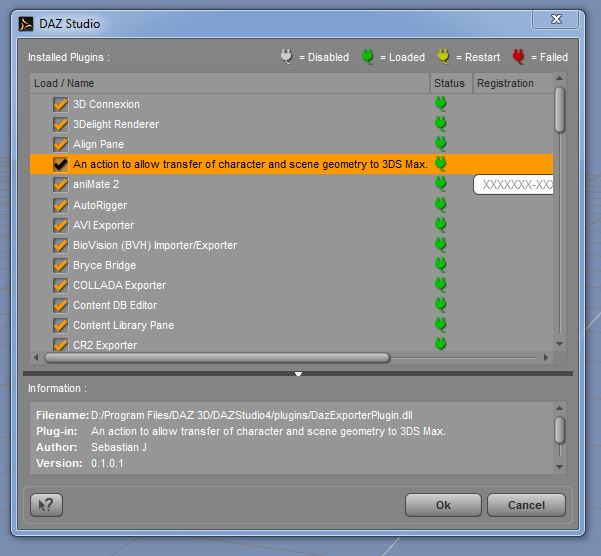 DAZ Studio
Installed Plugins : = Disabled = Loaded = Restart = Failed
Load / Name Status Registration
3D Connexion
3Delight Renderer
Align Pane
An action to allow transfer of character and scene geometry to 3DS Max.
aniMate 2 XXXXXXX-XXX
AutoRigger
AVI Exporter
BioVision (BVH) Importer/Exporter
Bryce Bridge
COLLADA Exporter
Content DB Editor
Content Library Pane
CR2 Exporter
Information :
Filename: D:/Program Files/DAZ 3D/DAZStudio4/plugins/DazExporterPlugin.dll
Plug-in: An action to allow transfer of character and scene geometry to 3DS Max.
Author: Sebastian J
Version: 0.1.0.1
? Ok Cancel